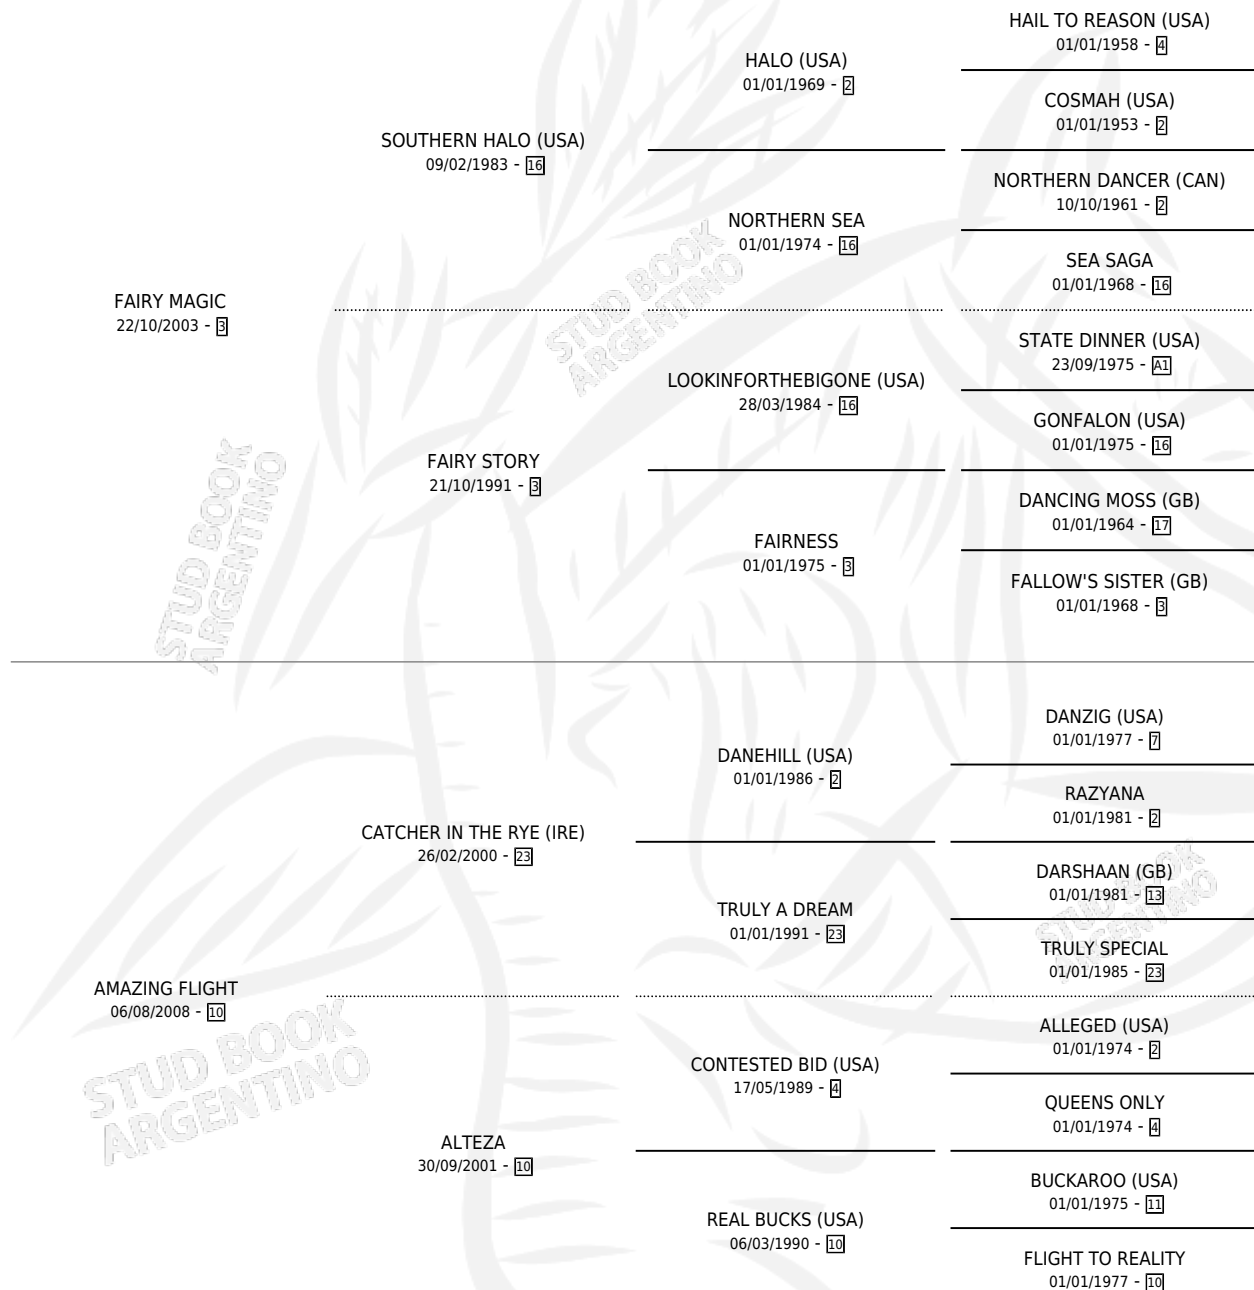 HAIL TO REASON (USA)
01/01/1958 - 4
HALO (USA)
01/01/1969 - 2
COSMAH (USA)
01/01/1953 - 2
SOUTHERN HALO (USA)
09/02/1983 - 16
NORTHERN DANCER (CAN)
10/10/1961 - 2
NORTHERN SEA
01/01/1974 - 16
SEA SAGA
01/01/1968 - 16
FAIRY MAGIC
22/10/2003 - 3
STATE DINNER (USA)
23/09/1975 - A1
LOOKINFORTHEBIGONE (USA)
28/03/1984 - 16
GONFALON (USA)
01/01/1975 - 16
FAIRY STORY
21/10/1991 - 3
DANCING MOSS (GB)
01/01/1964 - 17
FAIRNESS
01/01/1975 - 3
FALLOW'S SISTER (GB)
01/01/1968 - 3
DANZIG (USA)
01/01/1977 - 7
DANEHILL (USA)
01/01/1986 - 2
RAZYANA
01/01/1981 - 2
CATCHER IN THE RYE (IRE)
26/02/2000 - 23
DARSHAAN (GB)
01/01/1981 - 13
TRULY A DREAM
01/01/1991 - 23
TRULY SPECIAL
01/01/1985 - 23
AMAZING FLIGHT
06/08/2008 - 10
ALLEGED (USA)
01/01/1974 - 2
CONTESTED BID (USA)
17/05/1989 - 4
QUEENS ONLY
01/01/1974 - 4
ALTEZA
30/09/2001 - 10
BUCKAROO (USA)
01/01/1975 - 11
REAL BUCKS (USA)
06/03/1990 - 10
FLIGHT TO REALITY
01/01/1977 - 10
STUD BOOK
ARGENTINO
STUD BOOK
ARGENTINO
STUD BOOK
ARGENTINO
STUD BOOK
ARGENTINO